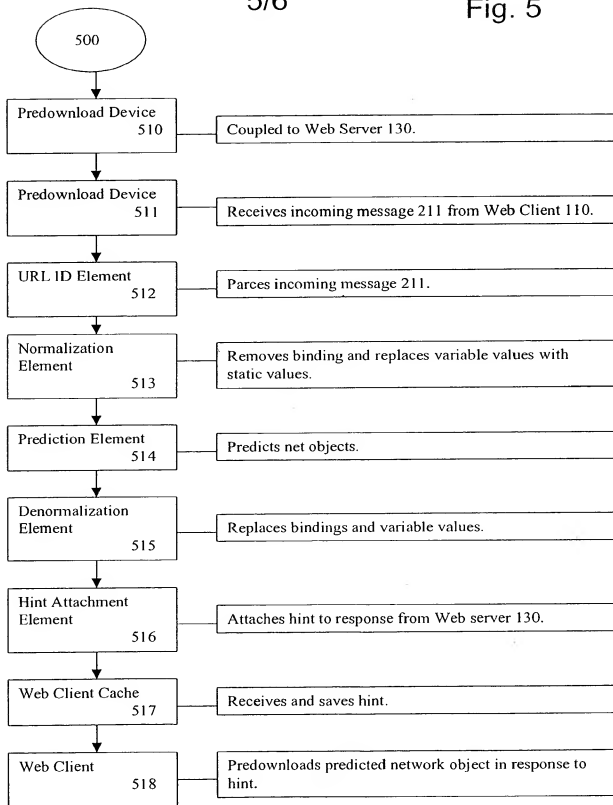 5/6
Fig. 5
500
Predownload Device
510
Coupled to Web Server 130.
Predownload Device
511
Receives incoming message 211 from Web Client 110.
URL ID Element
512
Parces incoming message 211.
Normalization
Element
513
Removes binding and replaces variable values with
static values.
Prediction Element
514
Predicts net objects.
Denormalization
Element
515
Replaces bindings and variable values.
Hint Attachment
Element
516
Attaches hint to response from Web server 130.
Web Client Cache
517
Receives and saves hint.
Web Client
518
Predownloads predicted network object in response to
hint.